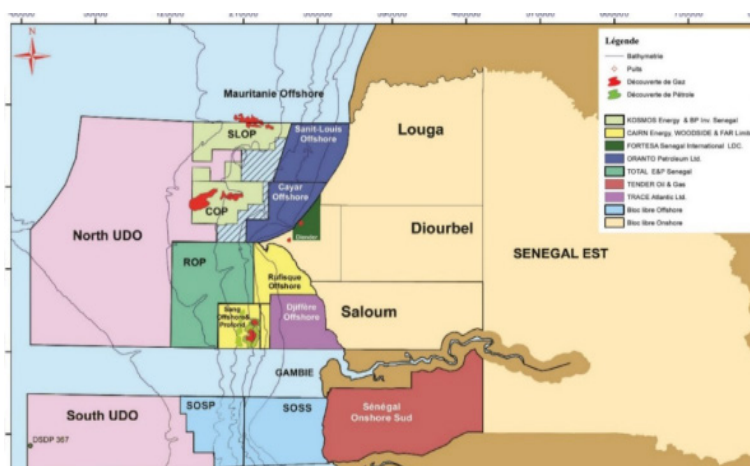 N
Mauritanie Offshore
SLOP
Sanit-Louis
Offshore
Louga
Cayar
Offshore
COP
North UDO
Diourbel
SENEGAL EST
ROP
Rufisque
Offshore
Sang
Offshore
Profond
Djiffère
Offshore
Saloum
GAMBIE
South UDO
SOSP
SOSS
Sénégal
Onshore Sud
DSDP 367
Légende
Bathymétrie
Puits
Découverte de Gaz
Découverte de Pétrole
KOSMOS Energy & BP Inc Senegal
CAIRN Energy, WOODSIDE & FAR Limit
FORTESA Senegal International LDC.
ORANTO Petroleum Ltd.
TOTAL E&P Senegal
TENDER Oil & Gas
TRACE Atlantic Ltd.
Bloc libre Offshore
Bloc libre Onshore